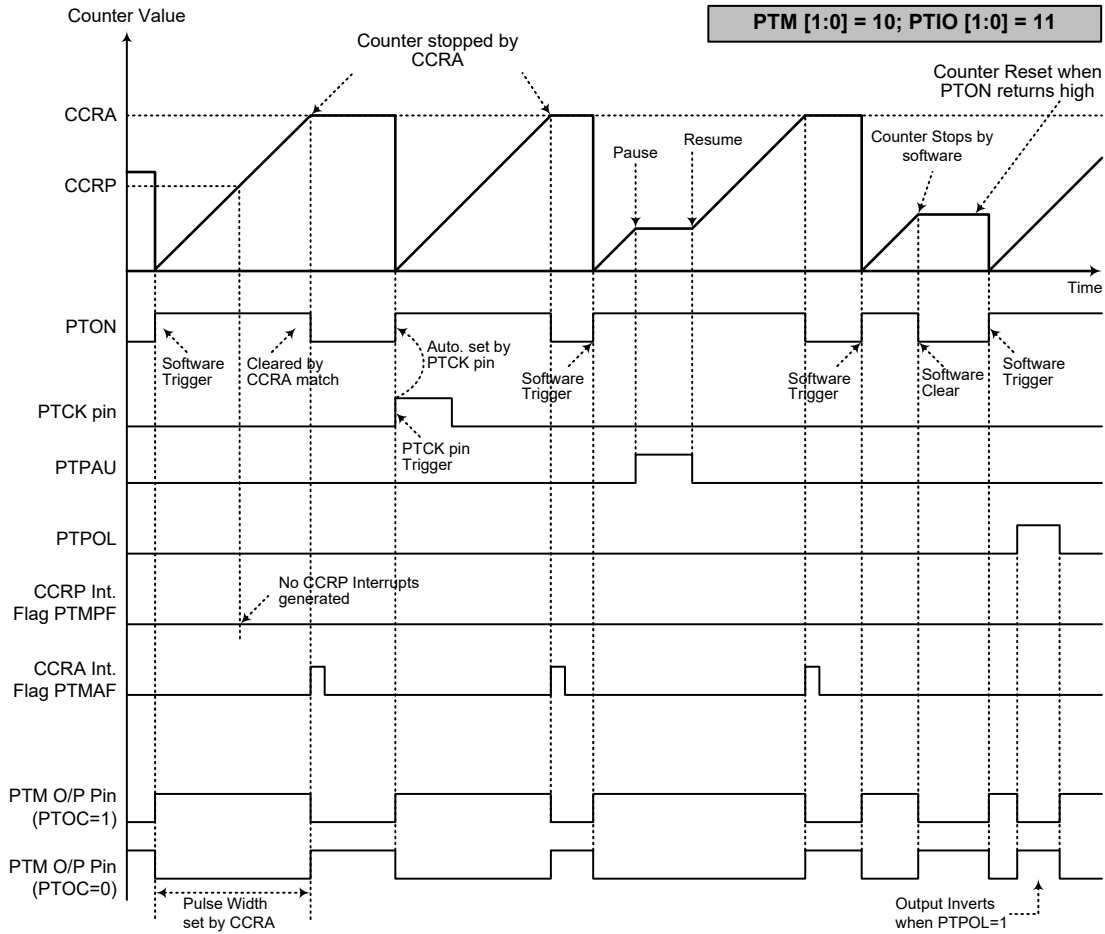 Counter Value
PTM [1:0] = 10; PTIO [1:0] = 11
Counter stopped by
CCRA
Counter Reset when
PTON returns high
CCRA
Pause
Resume
Counter Stops by
software
CCRP
Time
PTON
Software
Trigger
Cleared by
CCRA match
Auto. set by
PTCK pin
Software
Trigger
Software
Trigger
Software
Clear
Software
Trigger
PTCK pin
PTCK pin
Trigger
PTPAU
PTPOL
CCRP Int.
Flag PTMPF
No CCRP Interrupts
generated
CCRA Int.
Flag PTMAF
PTM O/P Pin
(PTOC=1)
PTM O/P Pin
(PTOC=0)
Pulse Width
set by CCRA
Output Inverts
when PTPOL=1